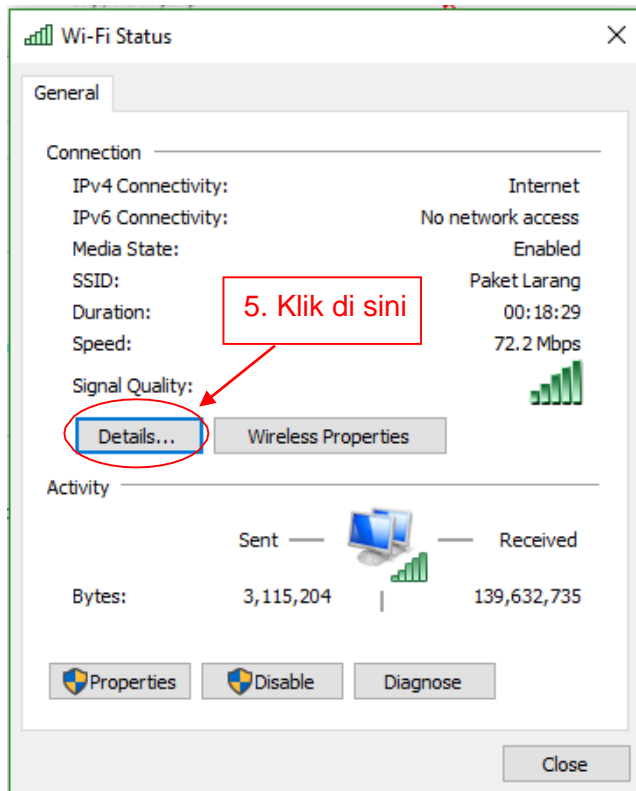 Wi-Fi Status
General
Connection
IPv4 Connectivity: Internet
IPv6 Connectivity: No network access
Media State: Enabled
SSID: Paket Larang
Duration: 00:18:29
5. Klik di sini
Speed: 72.2 Mbps
Signal Quality:
Details... Wireless Properties
Activity
Sent — — Received
Bytes: 3,115,204 139,632,735
Properties Disable Diagnose
Close